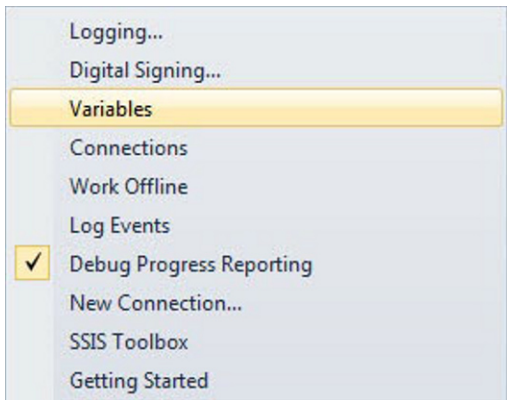 Logging...
Digital Signing...
Variables
Connections
Work Offline
Log Events
Debug Progress Reporting
New Connection...
SSIS Toolbox
Getting Started